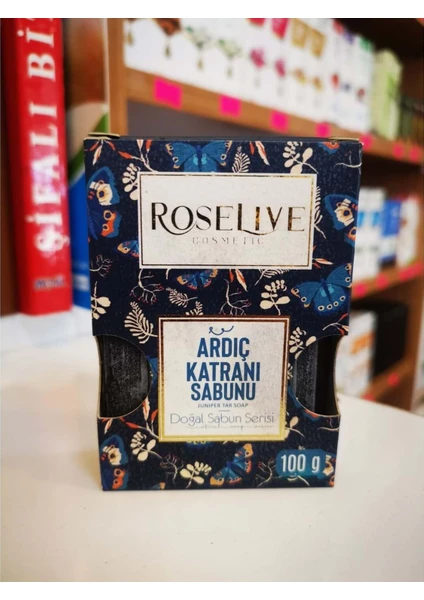 ŞİFALI Bİ
ROSELIVE
COSMETIC
ARDIÇ
KATRANI
SABUNU
JUNIPER TAR SOAP
Doğal Sabun Serisi
100 g